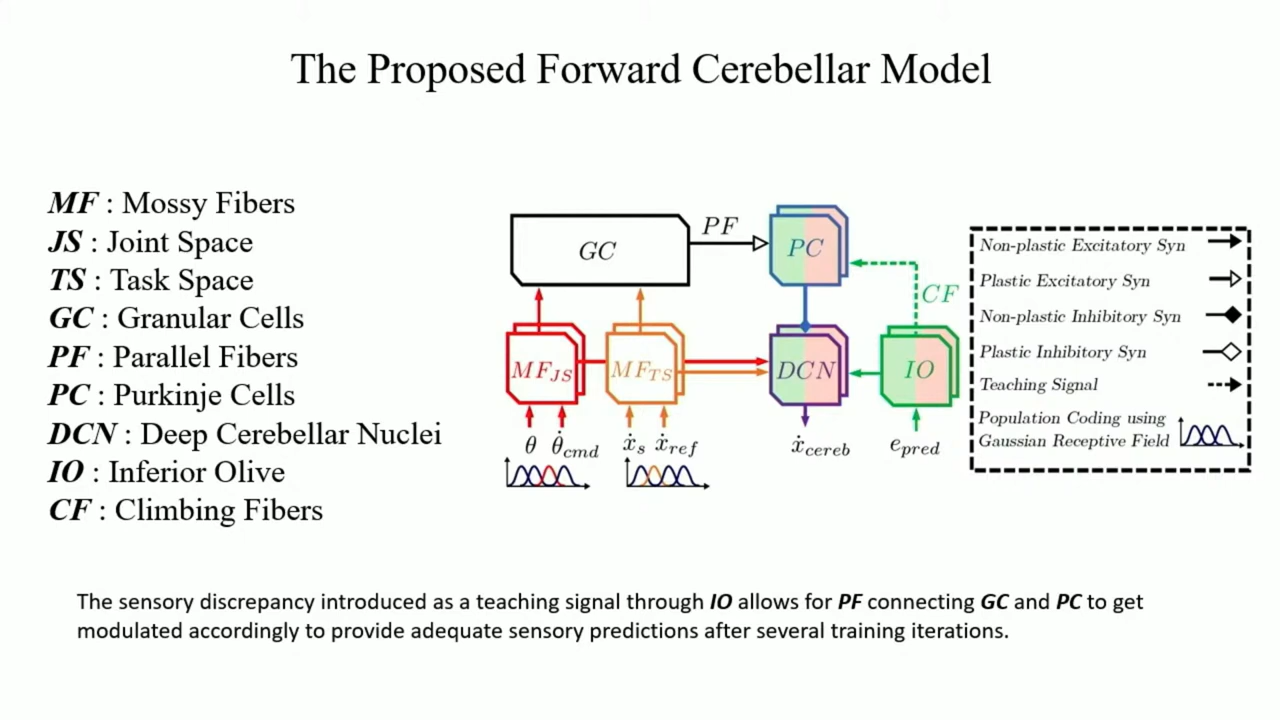 The Proposed Forward Cerebellar Model
MF : Mossy Fibers
JS : Joint Space
TS : Task Space
GC : Granular Cells
PF : Parallel Fibers
PC : Purkinje Cells
DCN : Deep Cerebellar Nuclei
IO : Inferior Olive
CF : Climbing Fibers
GC
PF
PC
CF
MF_JS
MF_TS
DCN
IO
θ
θ̇_cmd
ẋ_s
ẋ_ref
ẋ_cereb
e_pred
Non-plastic Excitatory Syn
Plastic Excitatory Syn
Non-plastic Inhibitory Syn
Plastic Inhibitory Syn
Teaching Signal
Population Coding using
Gaussian Receptive Field
The sensory discrepancy introduced as a teaching signal through IO allows for PF connecting GC and PC to get
modulated accordingly to provide adequate sensory predictions after several training iterations.